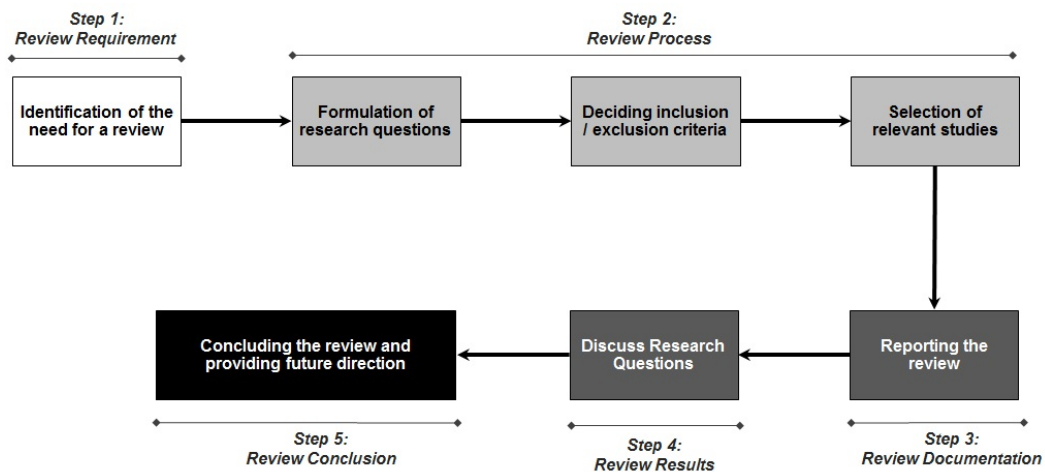 Step 1:
Review Requirement
Step 2:
Review Process
Identification of the
need for a review
Formulation of
research questions
Deciding inclusion
/ exclusion criteria
Selection of
relevant studies
Concluding the review and
providing future direction
Discuss Research
Questions
Reporting the
review
Step 5:
Review Conclusion
Step 4:
Review Results
Step 3:
Review Documentation